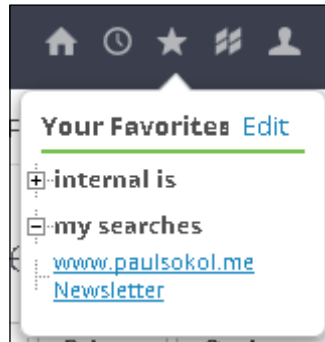 Your Favorites Edit
internal is
my searches
www.paulsokol.me
Newsletter